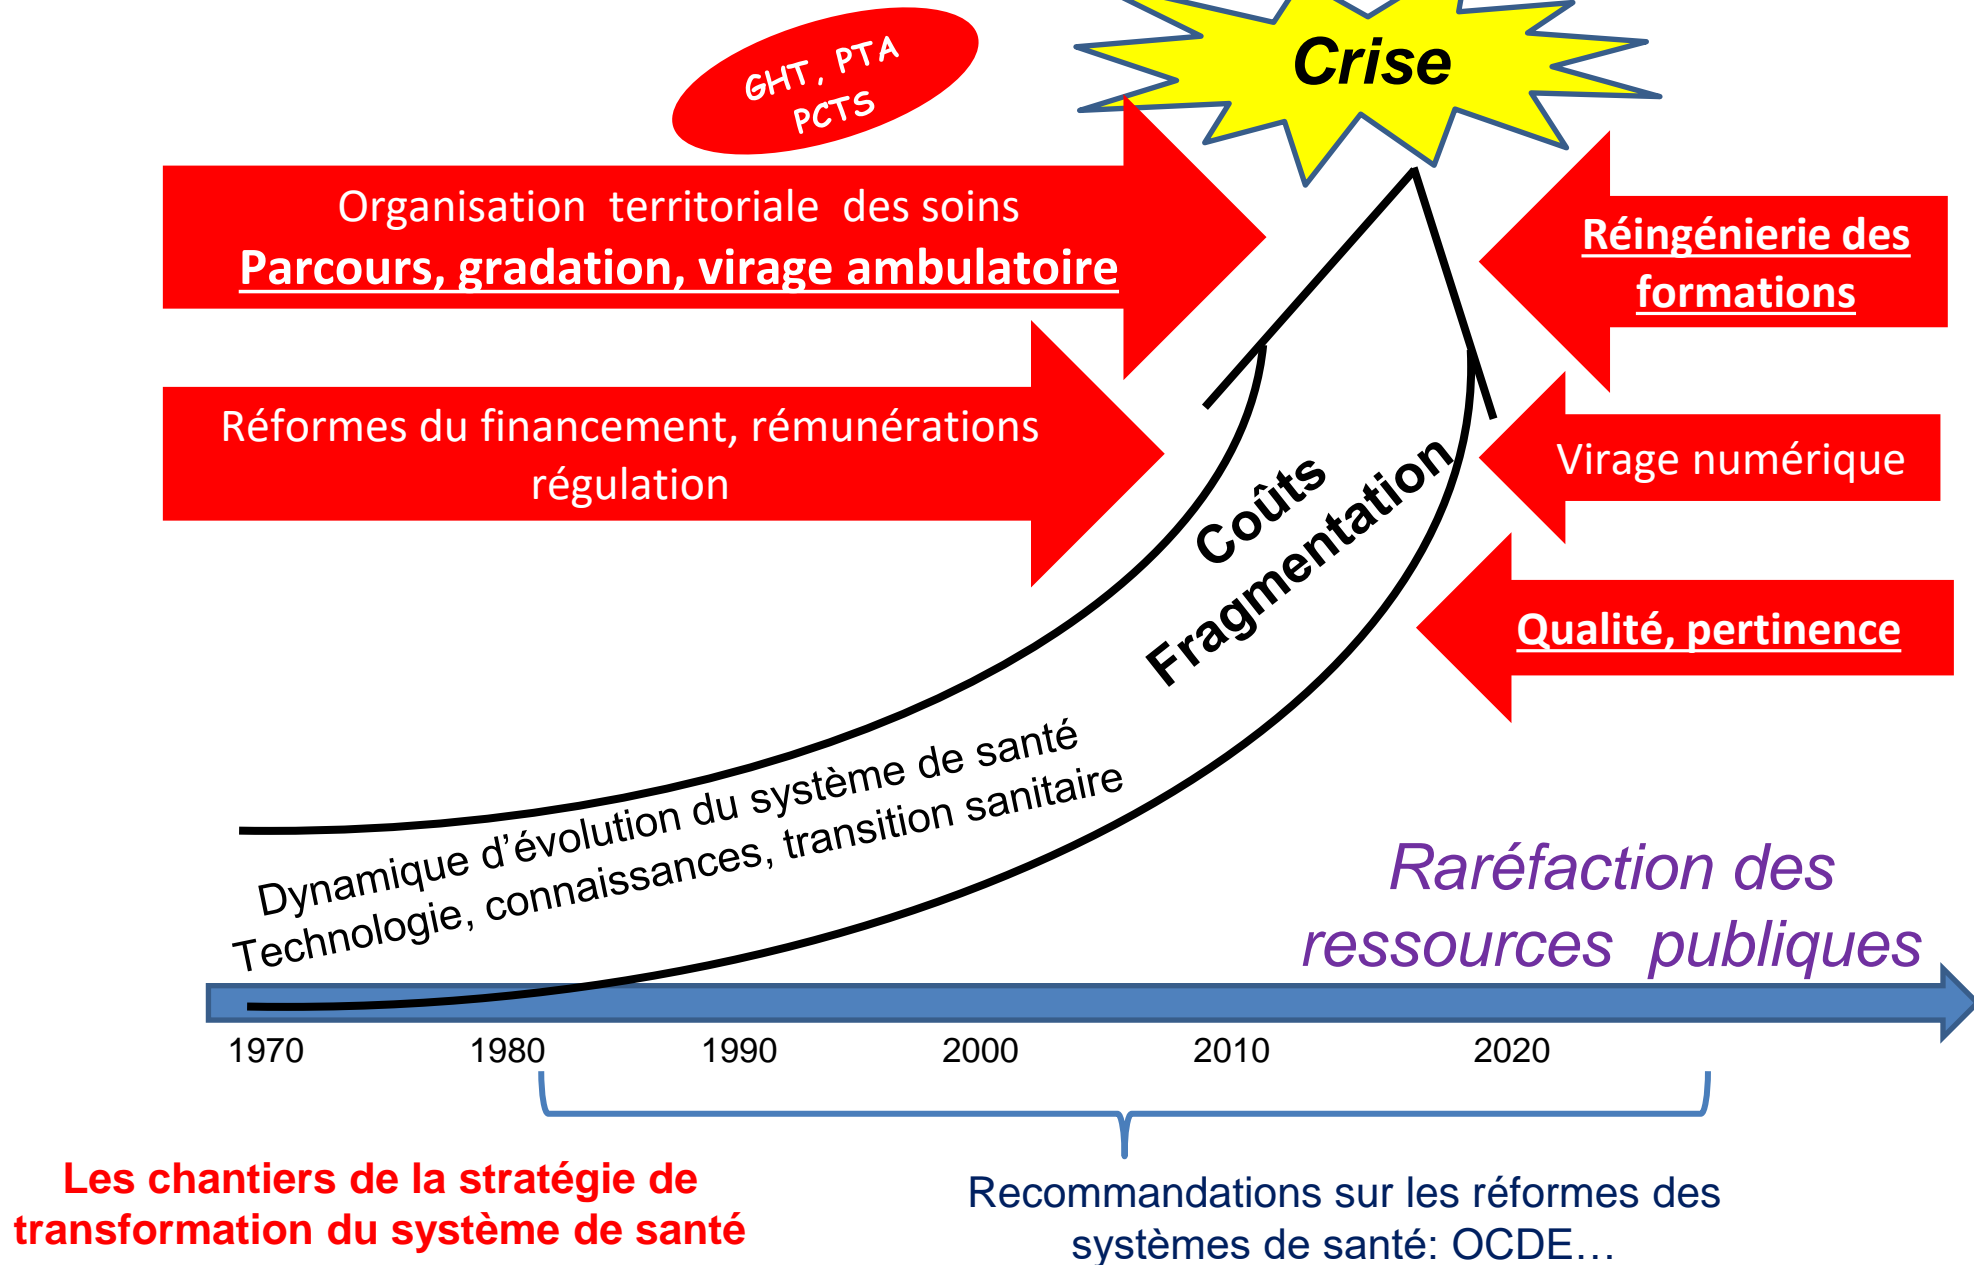 GHT, PTA
PCTS
Crise
Organisation territoriale des soins
Parcours, gradation, virage ambulatoire
Réingénierie des
formations
Réformes du financement, rémunérations
régulation
Virage numérique
Coûts
Fragmentation
Qualité, pertinence
Dynamique d’évolution du système de santé
Technologie, connaissances, transition sanitaire
Raréfaction des
ressources publiques
1970 1980 1990 2000 2010 2020
Les chantiers de la stratégie de
transformation du système de santé
Recommandations sur les réformes des
systèmes de santé: OCDE…